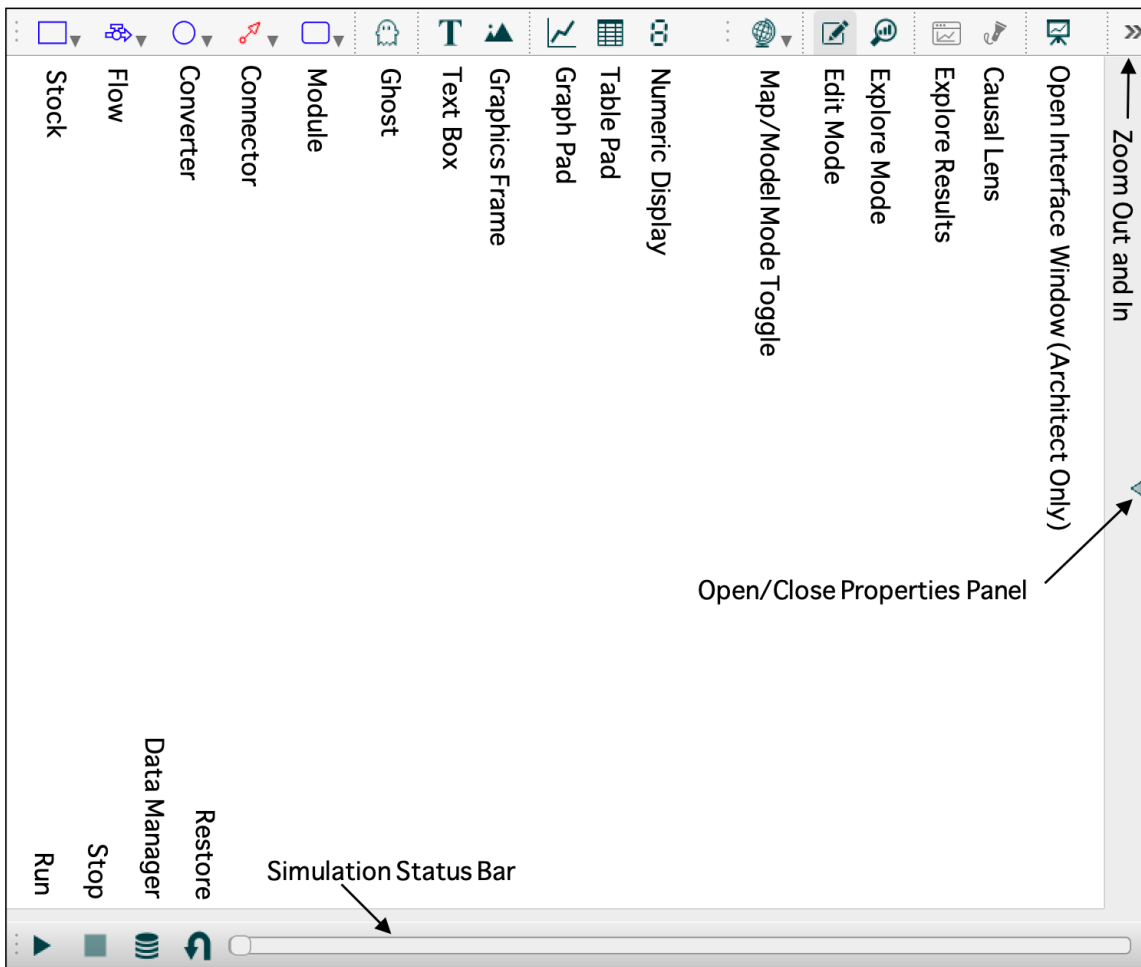 Stock
Flow
Converter
Connector
Module
Ghost
T
Text Box
Graphics Frame
Graph Pad
Table Pad
8
Numeric Display
Map/Model Mode Toggle
Edit Mode
Explore Mode
Explore Results
Causal Lens
Open Interface Window (Architect Only)
Zoom Out and In
Open/Close Properties Panel
Run
Stop
Data Manager
Restore
Simulation Status Bar